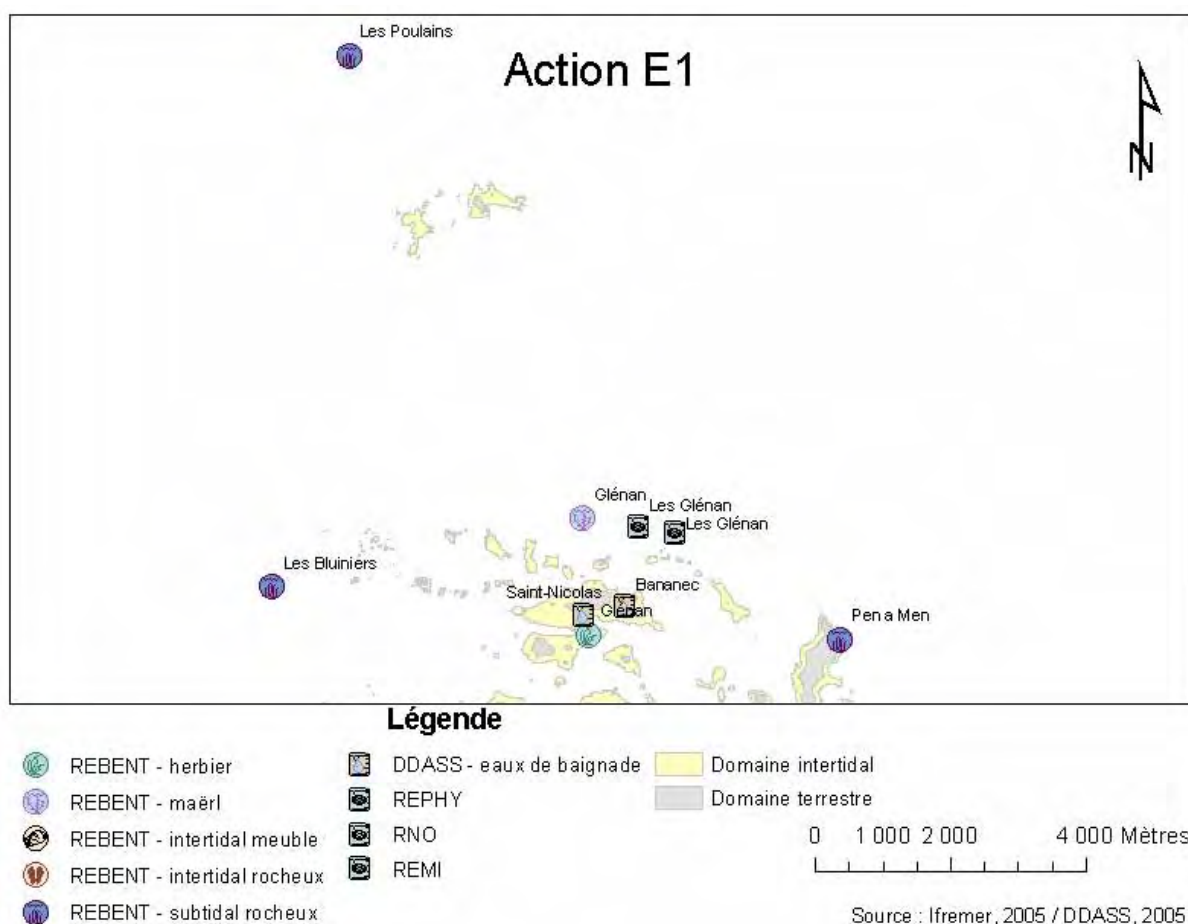 Les Poulains
Action E1
N
Glénan
Les Glénan
Les Glénan
Les Bluiniers
Saint-Nicolas
Bananec
Glénan
Pen a Men
Légende
REBENT - herbier
REBENT - maërl
REBENT - intertidal meuble
REBENT - intertidal rocheux
REBENT - subtidal rocheux
DDASS - eaux de baignade
REPHY
RNO
REMI
Domaine intertidal
Domaine terrestre
0 1 000 2 000 4 000 Mètres
Source : Ifremer, 2005 / DDASS, 2005